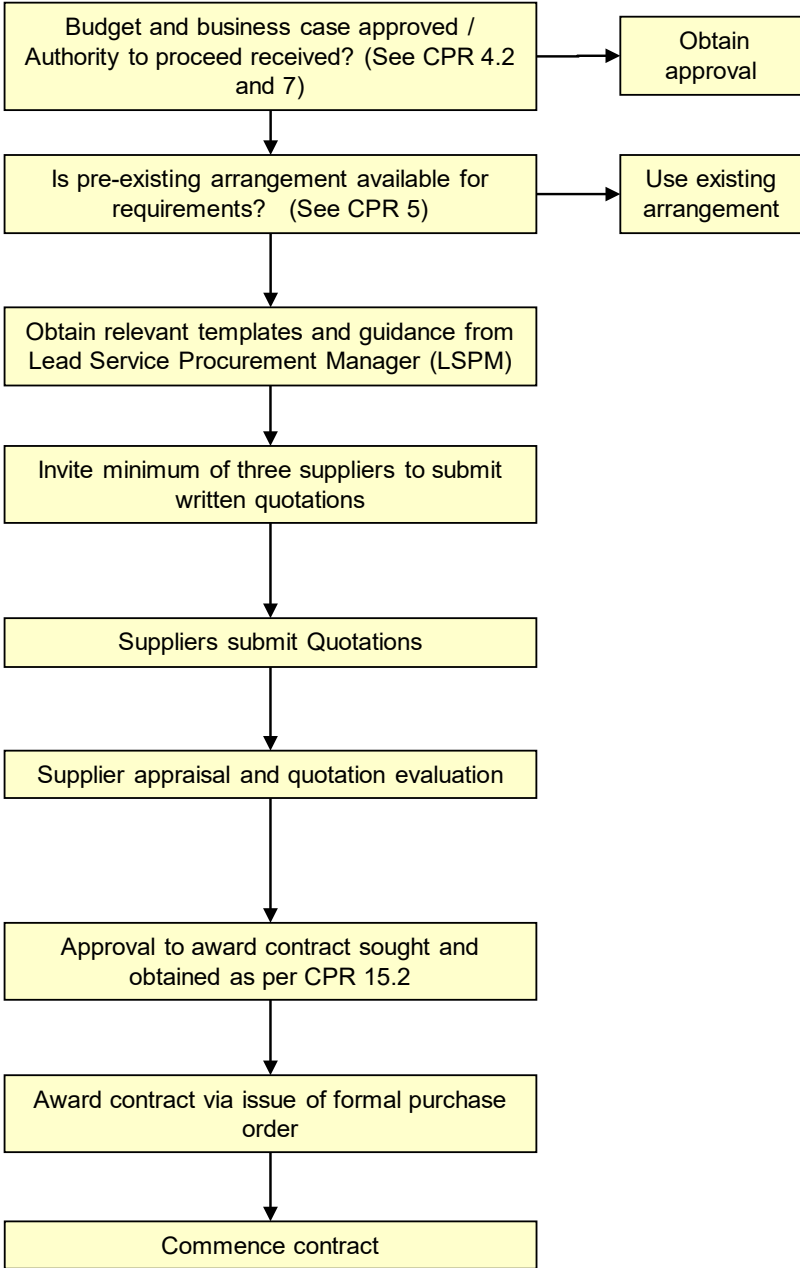 Budget and business case approved /
Authority to proceed received? (See CPR 4.2
and 7)
Obtain
approval
Is pre-existing arrangement available for
requirements? (See CPR 5)
Use existing
arrangement
Obtain relevant templates and guidance from
Lead Service Procurement Manager (LSPM)
Invite minimum of three suppliers to submit
written quotations
Suppliers submit Quotations
Supplier appraisal and quotation evaluation
Approval to award contract sought and
obtained as per CPR 15.2
Award contract via issue of formal purchase
order
Commence contract